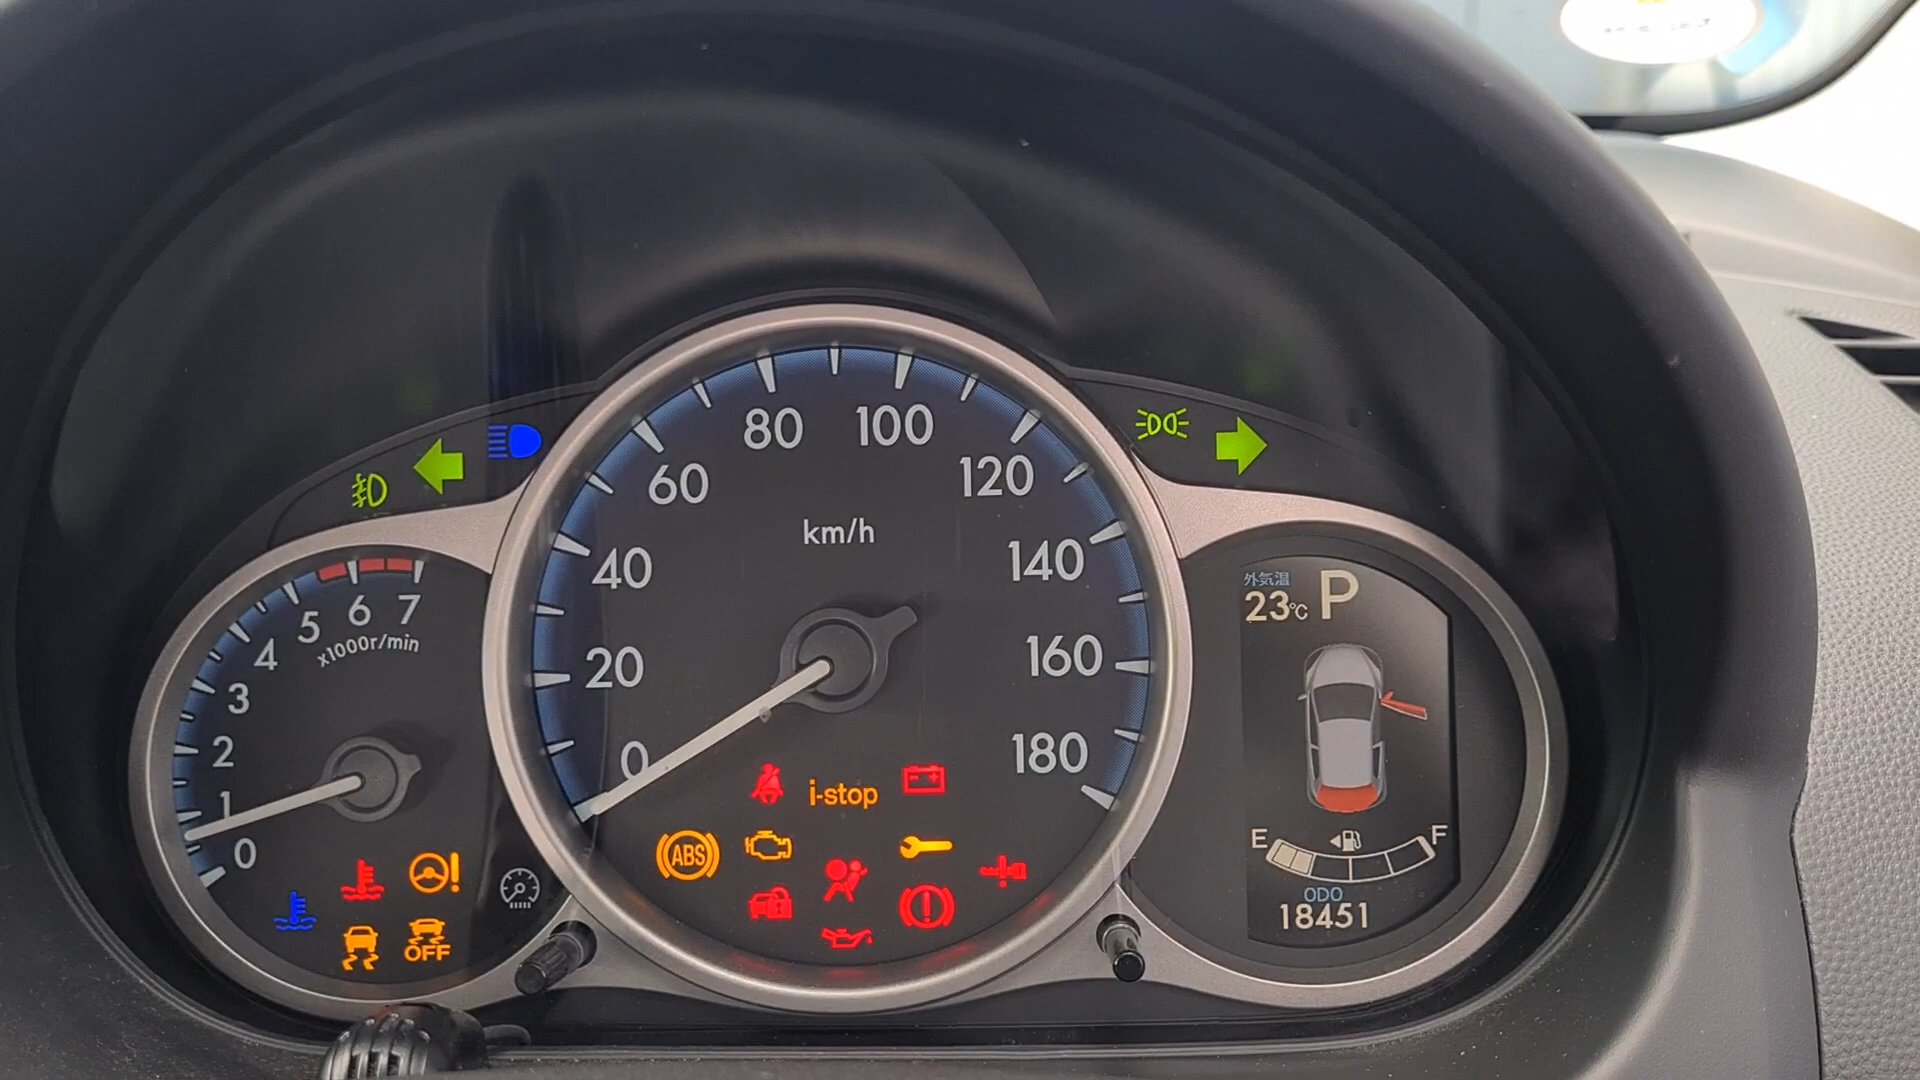 80 100
60 120
km/h
40 140
20 160
0 180
5 6 7
x1000r/min
4
3
2
1
0
i-stop
ABS
OFF
外気温
23℃ P
E F
ODO
18451